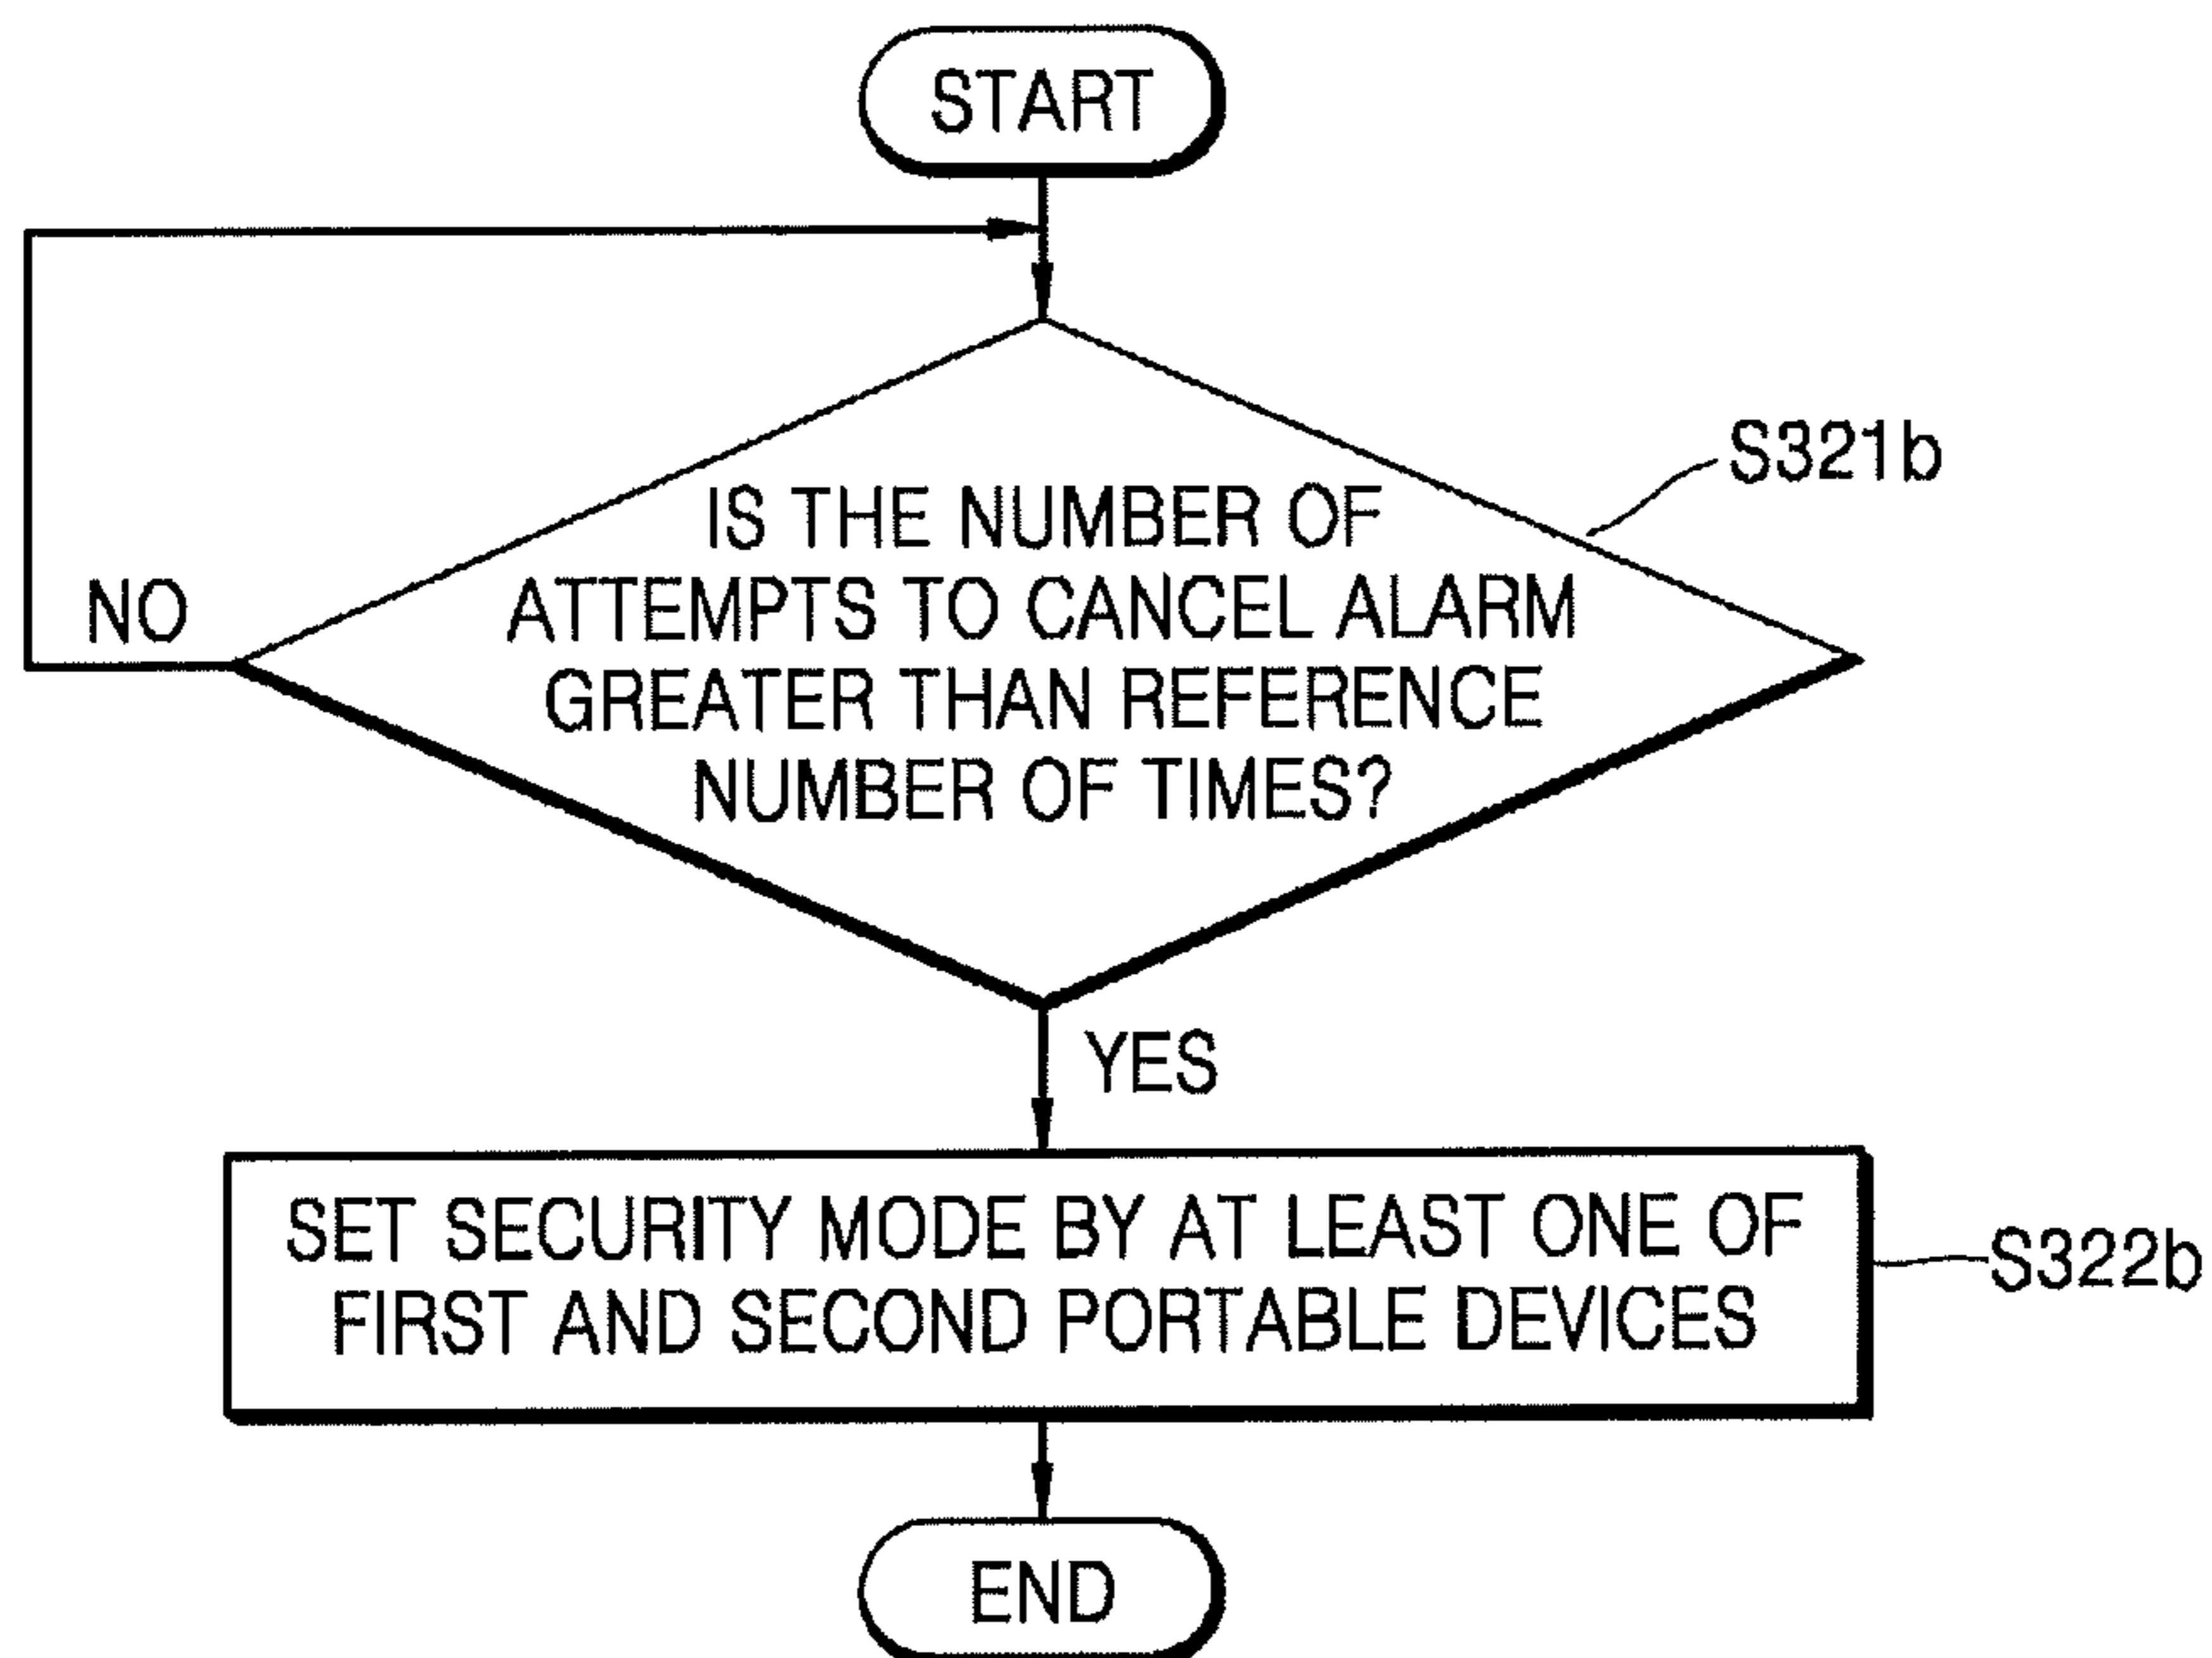 START
S321b
IS THE NUMBER OF
ATTEMPTS TO CANCEL ALARM
GREATER THAN REFERENCE
NUMBER OF TIMES?
NO
YES
SET SECURITY MODE BY AT LEAST ONE OF
FIRST AND SECOND PORTABLE DEVICES
S322b
END